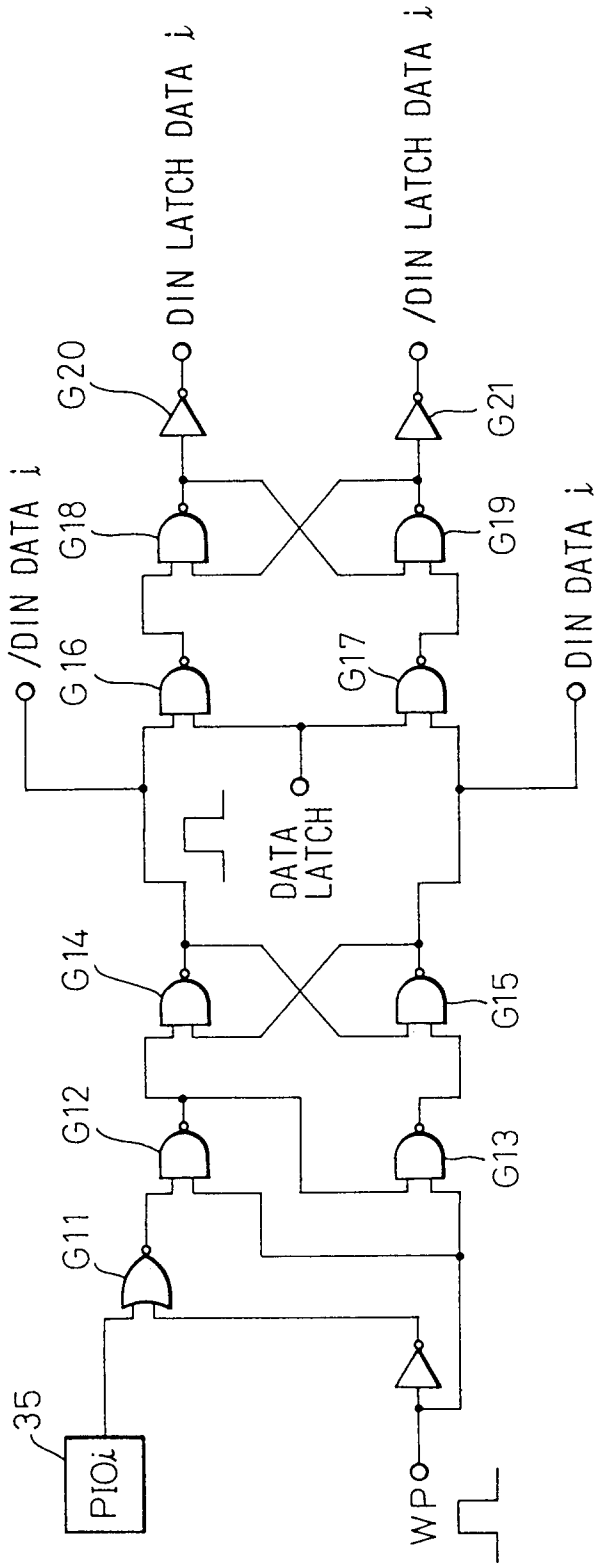 35
PIOi
G11
G12
G14
/DIN DATA i
G16
G18
G20
DIN LATCH DATA i
WP
G13
G15
DATA
LATCH
G17
G19
G21
/DIN LATCH DATA i
DIN DATA i